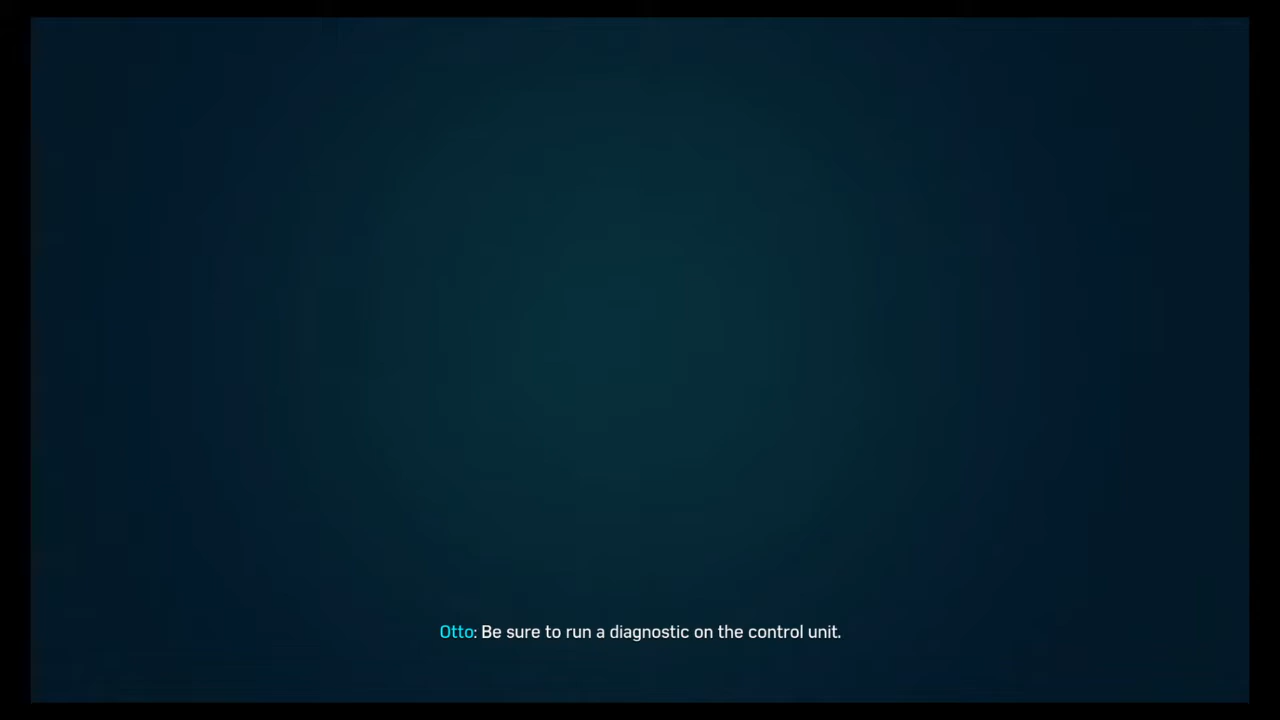 Otto: Be sure to run a diagnostic on the control unit.